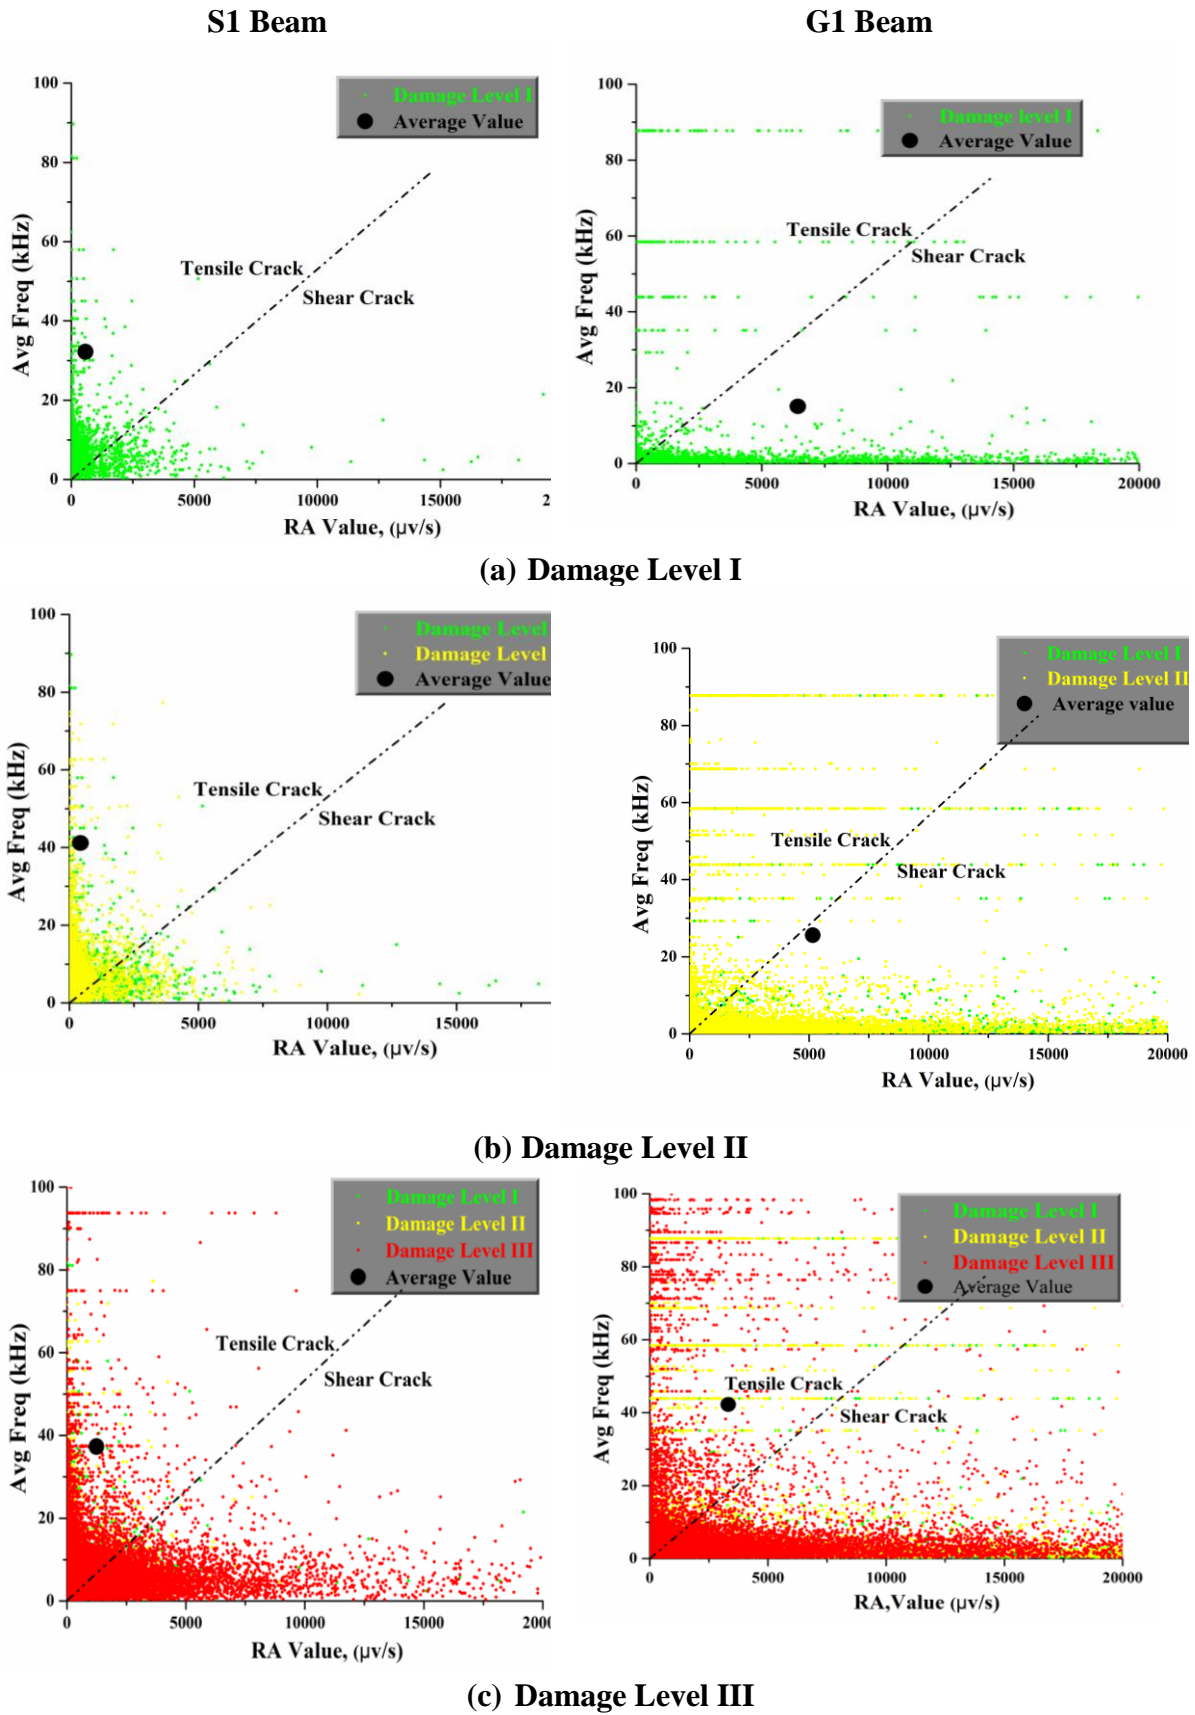 S1 Beam
G1 Beam
100
80
60
40
20
0
Avg Freq (kHz)
Damage Level I
Average Value
Tensile Crack
Shear Crack
0 5000 10000 15000 2
RA Value, (µv/s)
100
80
60
40
20
0
Avg Freq (kHz)
Damage level I
Average Value
Tensile Crack
Shear Crack
0 5000 10000 15000 20000
RA Value, (µv/s)
(a) Damage Level I
100
80
60
40
20
0
Avg Freq (kHz)
Damage Level
Damage Level
Average Value
Tensile Crack
Shear Crack
0 5000 10000 15000
RA Value, (µv/s)
100
80
60
40
20
0
Avg Freq (kHz)
Damage Level I
Damage Level II
Average value
Tensile Crack
Shear Crack
0 5000 10000 15000 20000
RA Value, (µv/s)
(b) Damage Level II
100
80
60
40
20
0
Avg Freq (kHz)
Damage Level I
Damage Level II
Damage Level III
Average Value
Tensile Crack
Shear Crack
0 5000 10000 15000 20000
RA Value, (µv/s)
100
80
60
40
20
0
Avg Freq (kHz)
Damage Level I
Damage Level II
Damage Level III
Average Value
Tensile Crack
Shear Crack
0 5000 10000 15000 20000
RA,Value (µv/s)
(c) Damage Level III